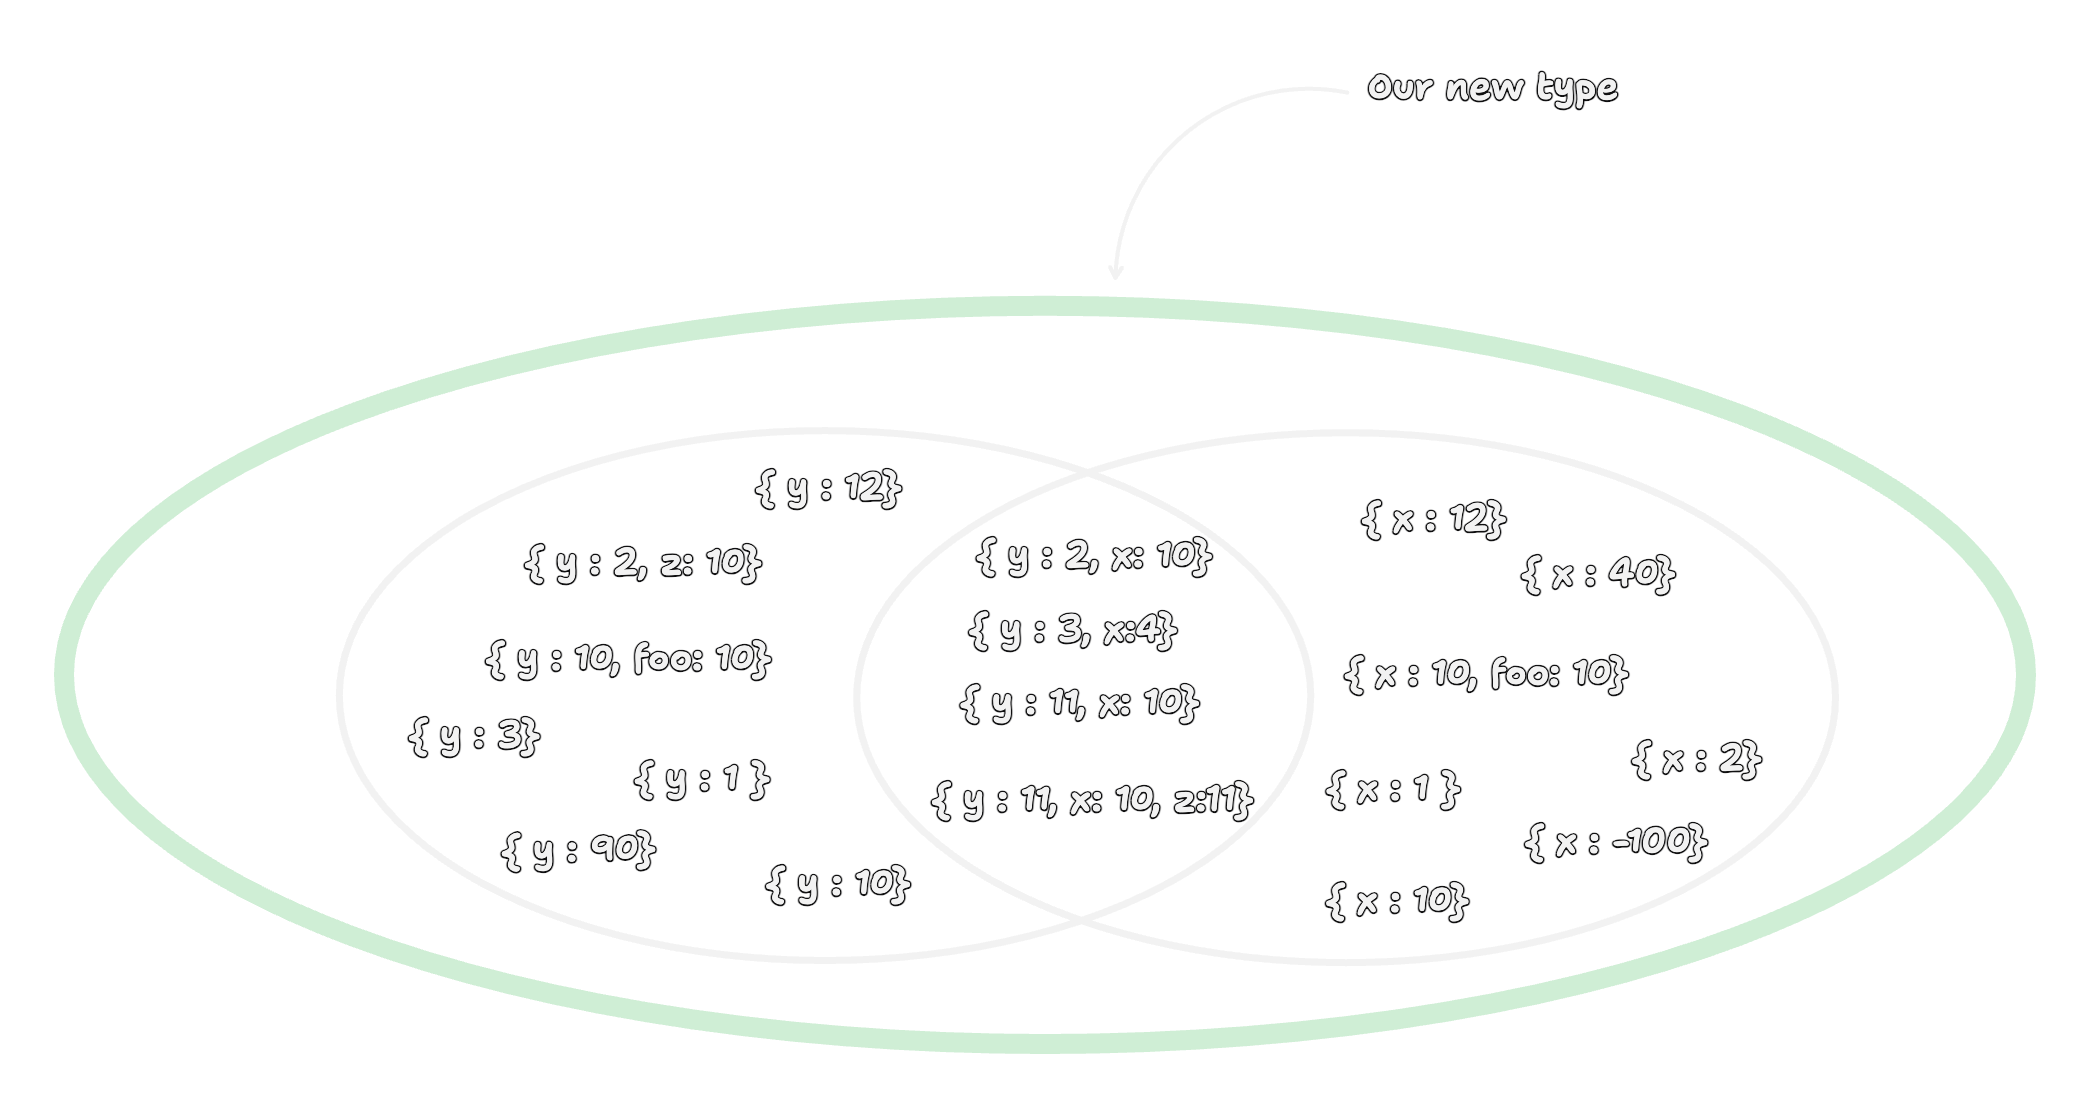 Our new type
{ y : 12}
{ y : 2, z: 10}
{ y : 10, foo: 10}
{ y : 3}
{ y : 1 }
{ y : 90}
{ y : 10}
{ y : 2, x: 10}
{ y : 3, x:4}
{ y : 11, x: 10}
{ y : 11, x: 10, z:11}
{ x : 12}
{ x : 40}
{ x : 10, foo: 10}
{ x : 2}
{ x : 1 }
{ x : -100}
{ x : 10}